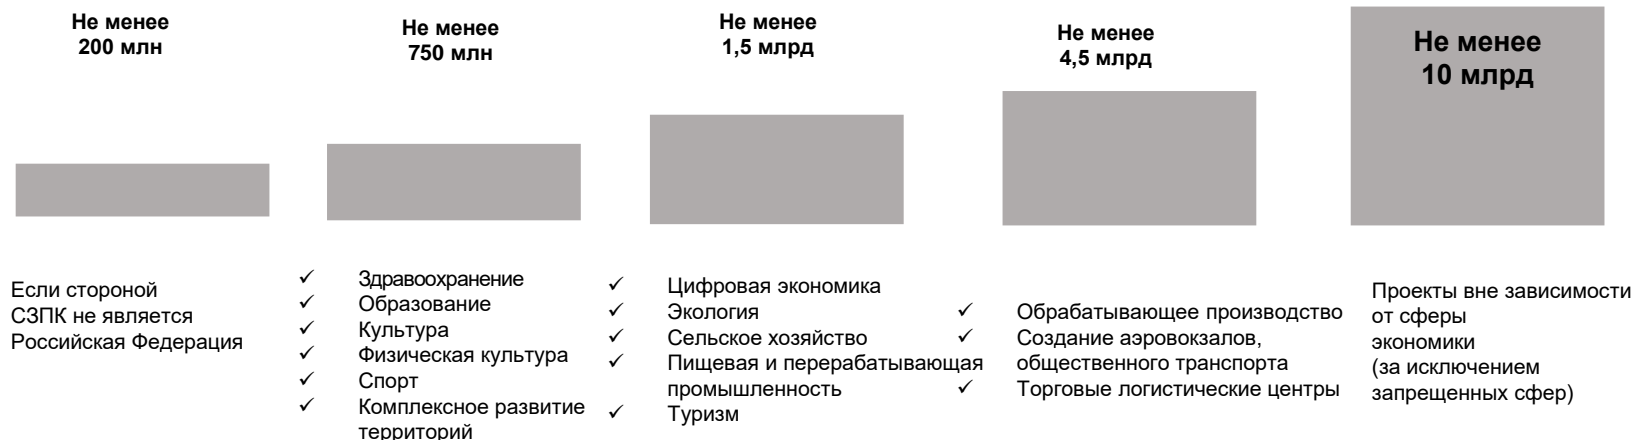 Не менее
200 млн
Не менее
750 млн
Не менее
1,5 млрд
Не менее
4,5 млрд
Не менее
10 млрд
Если стороной
СЗПК не является
Российская Федерация
✓ Здравоохранение
✓ Образование
✓ Культура
✓ Физическая культура
✓ Спорт
✓ Комплексное развитие
территорий
✓ Цифровая экономика
✓ Экология
✓ Сельское хозяйство
✓ Пищевая и перерабатывающая
промышленность
✓ Туризм
✓ Обрабатывающее производство
✓ Создание аэровокзалов,
общественного транспорта
✓ Торговые логистические центры
Проекты вне зависимости
от сферы
экономики
(за исключением
запрещенных сфер)